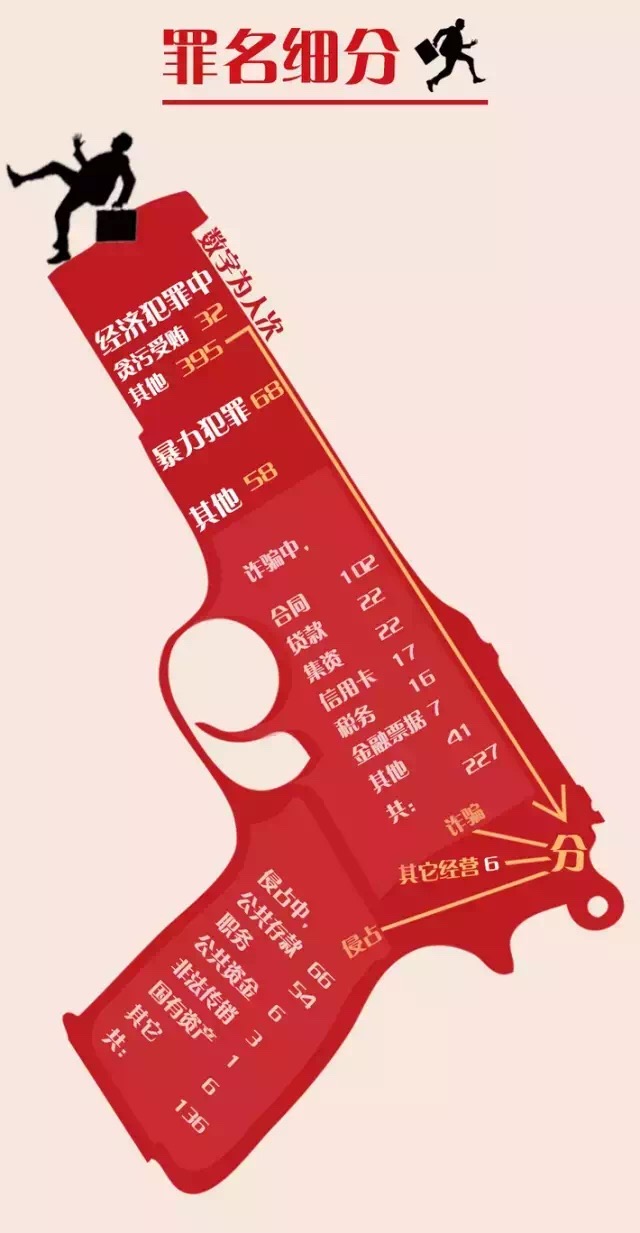 罪名细分
数字为人次
经济犯罪中
贪污受贿 32
其他 395
暴力犯罪 68
其他 58
诈骗中，
合同 102
贷款 22
集资 22
信用卡 17
税务 16
金融票据 7
其他 41
共： 227
诈骗
其它经营 6
分
侵占
侵占中，
公共存款 66
职务 54
公共资金 6
非法传销 3
国有资产 1
其它 6
共： 136